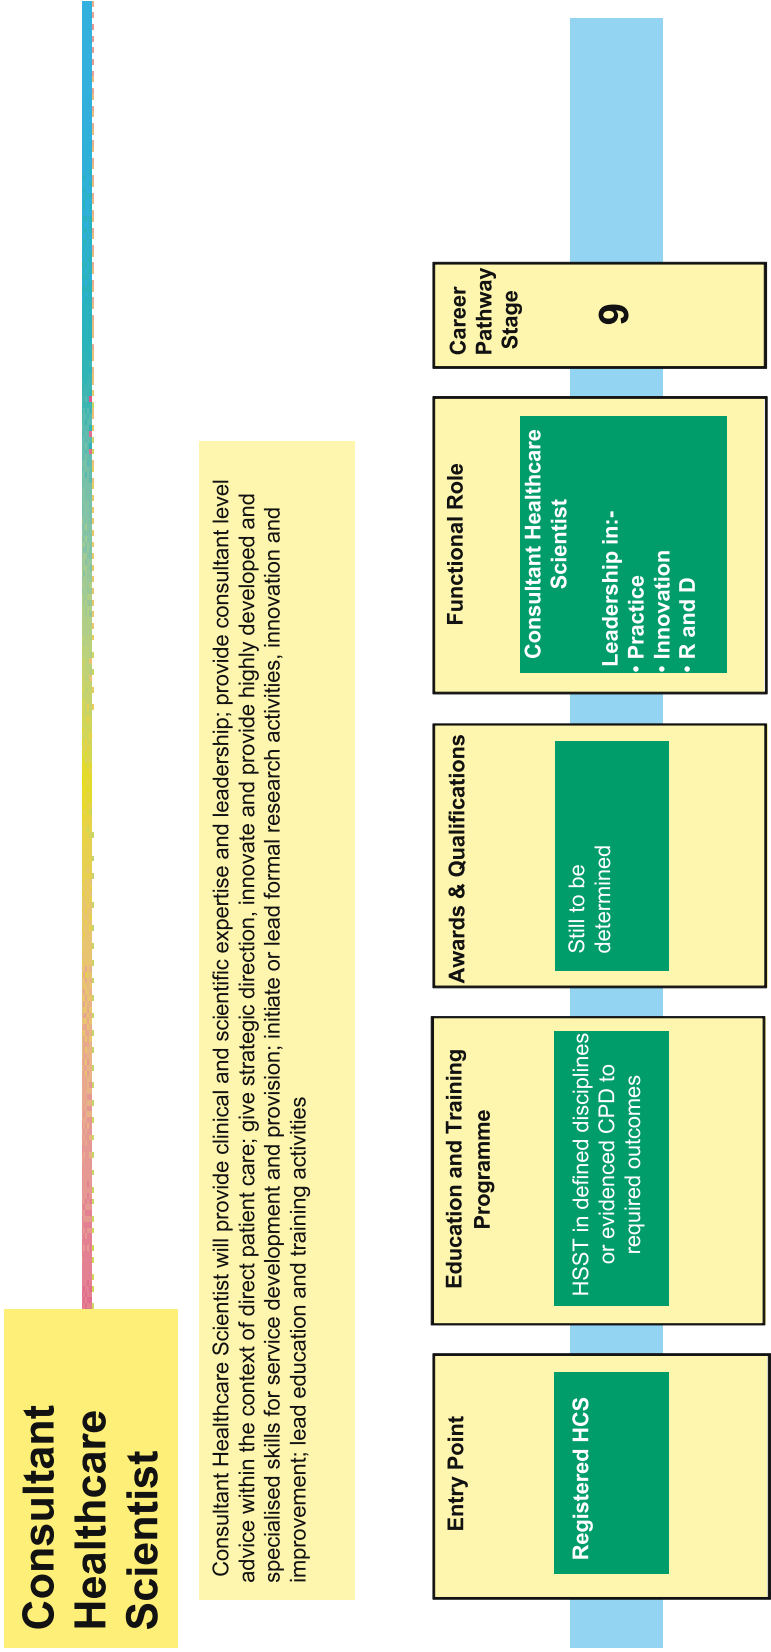 Consultant
Healthcare
Scientist
Consultant Healthcare Scientist will provide clinical and scientific expertise and leadership; provide consultant level
advice within the context of direct patient care; give strategic direction, innovate and provide highly developed and
specialised skills for service development and provision; initiate or lead formal research activities, innovation and
improvement; lead education and training activities
Entry Point
Registered HCS
Education and Training
Programme
HSST in defined disciplines
or evidenced CPD to
required outcomes
Awards & Qualifications
Still to be
determined
Functional Role
Consultant Healthcare
Scientist
Leadership in:-
• Practice
• Innovation
• R and D
Career
Pathway
Stage
9